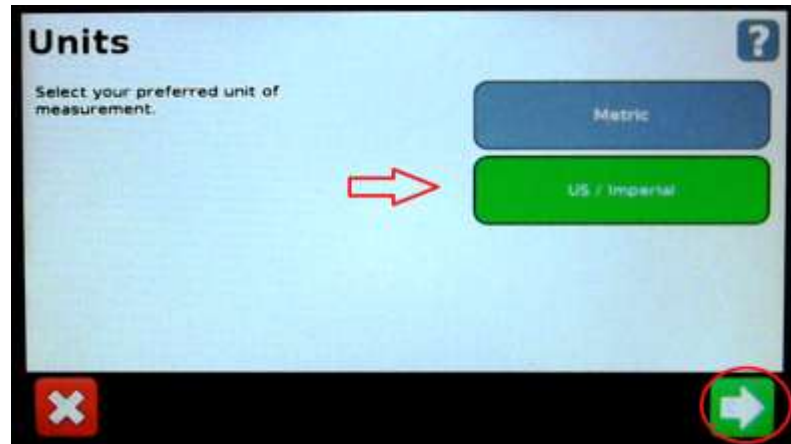 Units
?
Select your preferred unit of
measurement.
Metric
US / Imperial